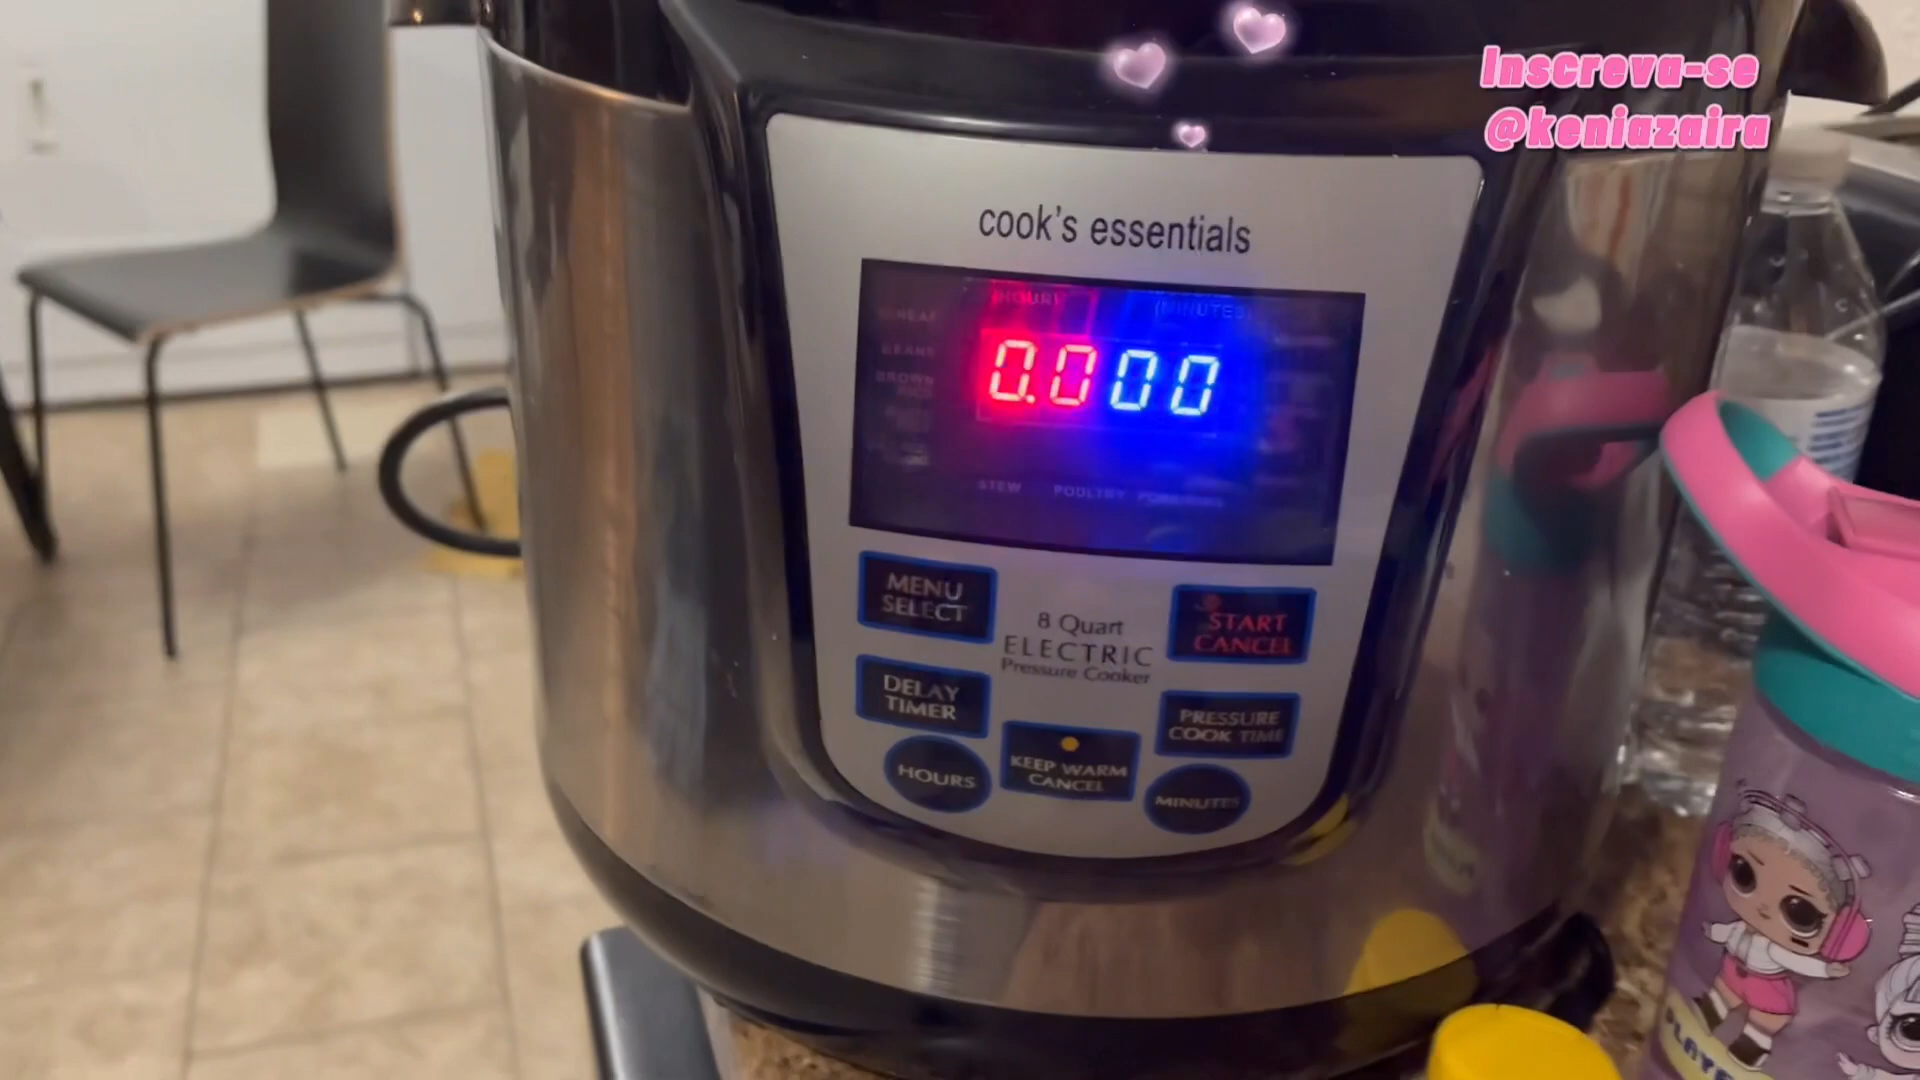 Inscreva-se
@keniazaira
cook's essentials
(HOUR)
(MINUTES)
0.0 00
STEW POULTRY
MENU
SELECT
8 Quart
ELECTRIC
Pressure Cooker
START
CANCEL
DELAY
TIMER
PRESSURE
COOK TIME
KEEP WARM
CANCEL
HOURS
MINUTES